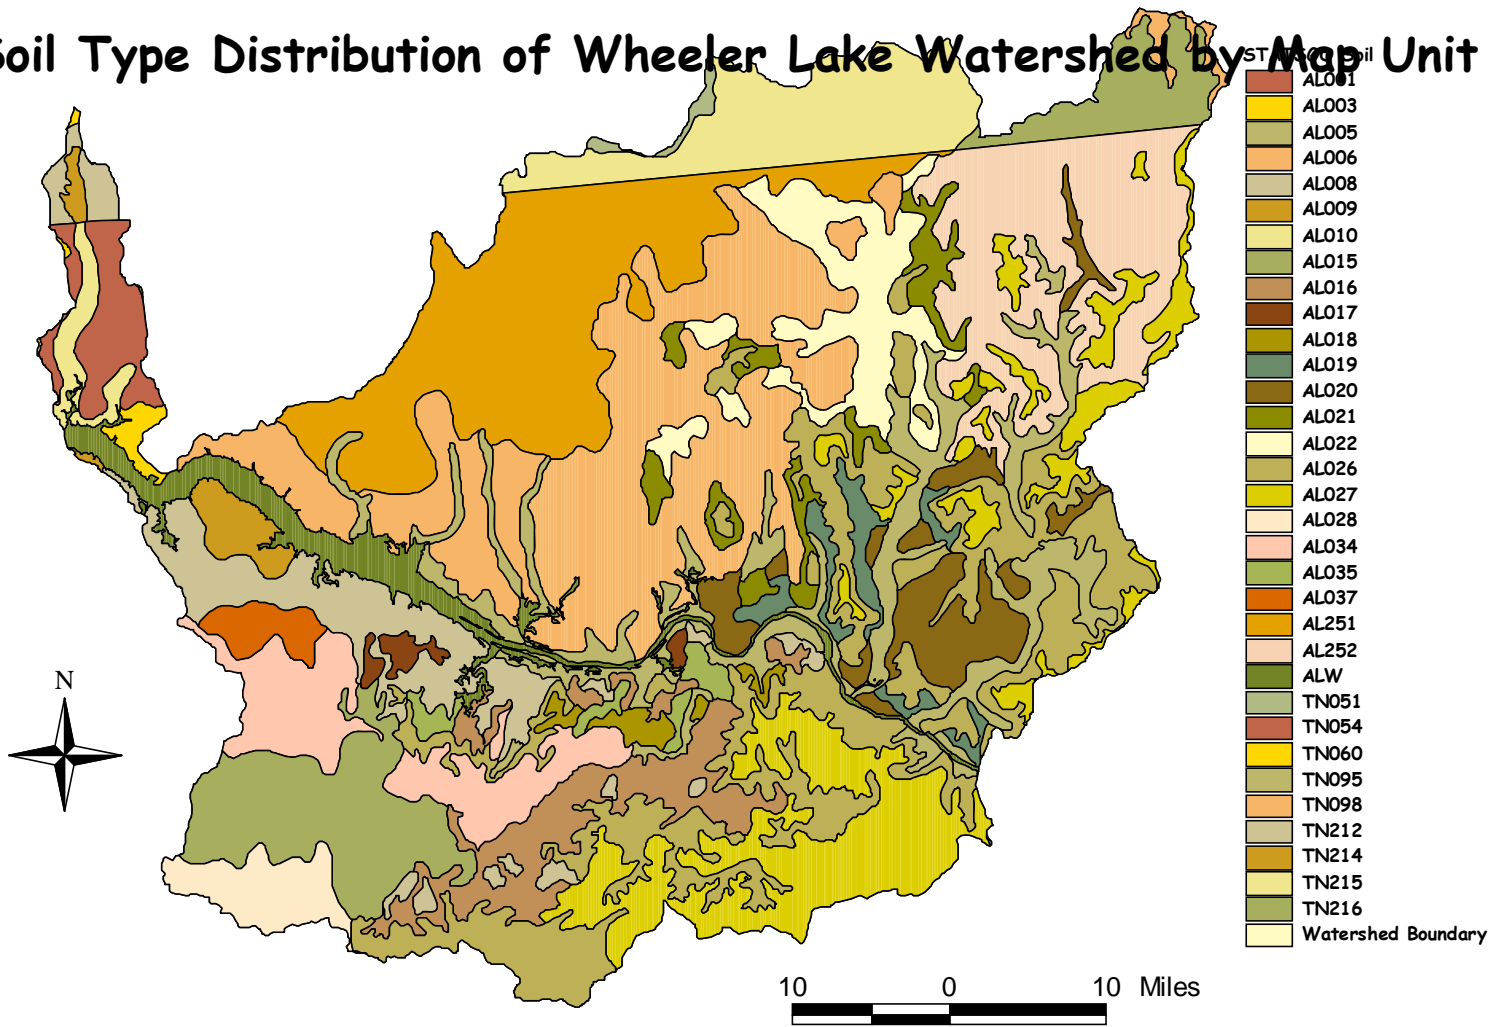 Soil Type Distribution of Wheeler Lake Watershed by Map Unit
AL001
AL003
AL005
AL006
AL008
AL009
AL010
AL015
AL016
AL017
AL018
AL019
AL020
AL021
AL022
AL026
AL027
AL028
AL034
AL035
AL037
AL251
AL252
ALW
TN051
TN054
TN060
TN095
TN098
TN212
TN214
TN215
TN216
Watershed Boundary
N
10 0 10 Miles